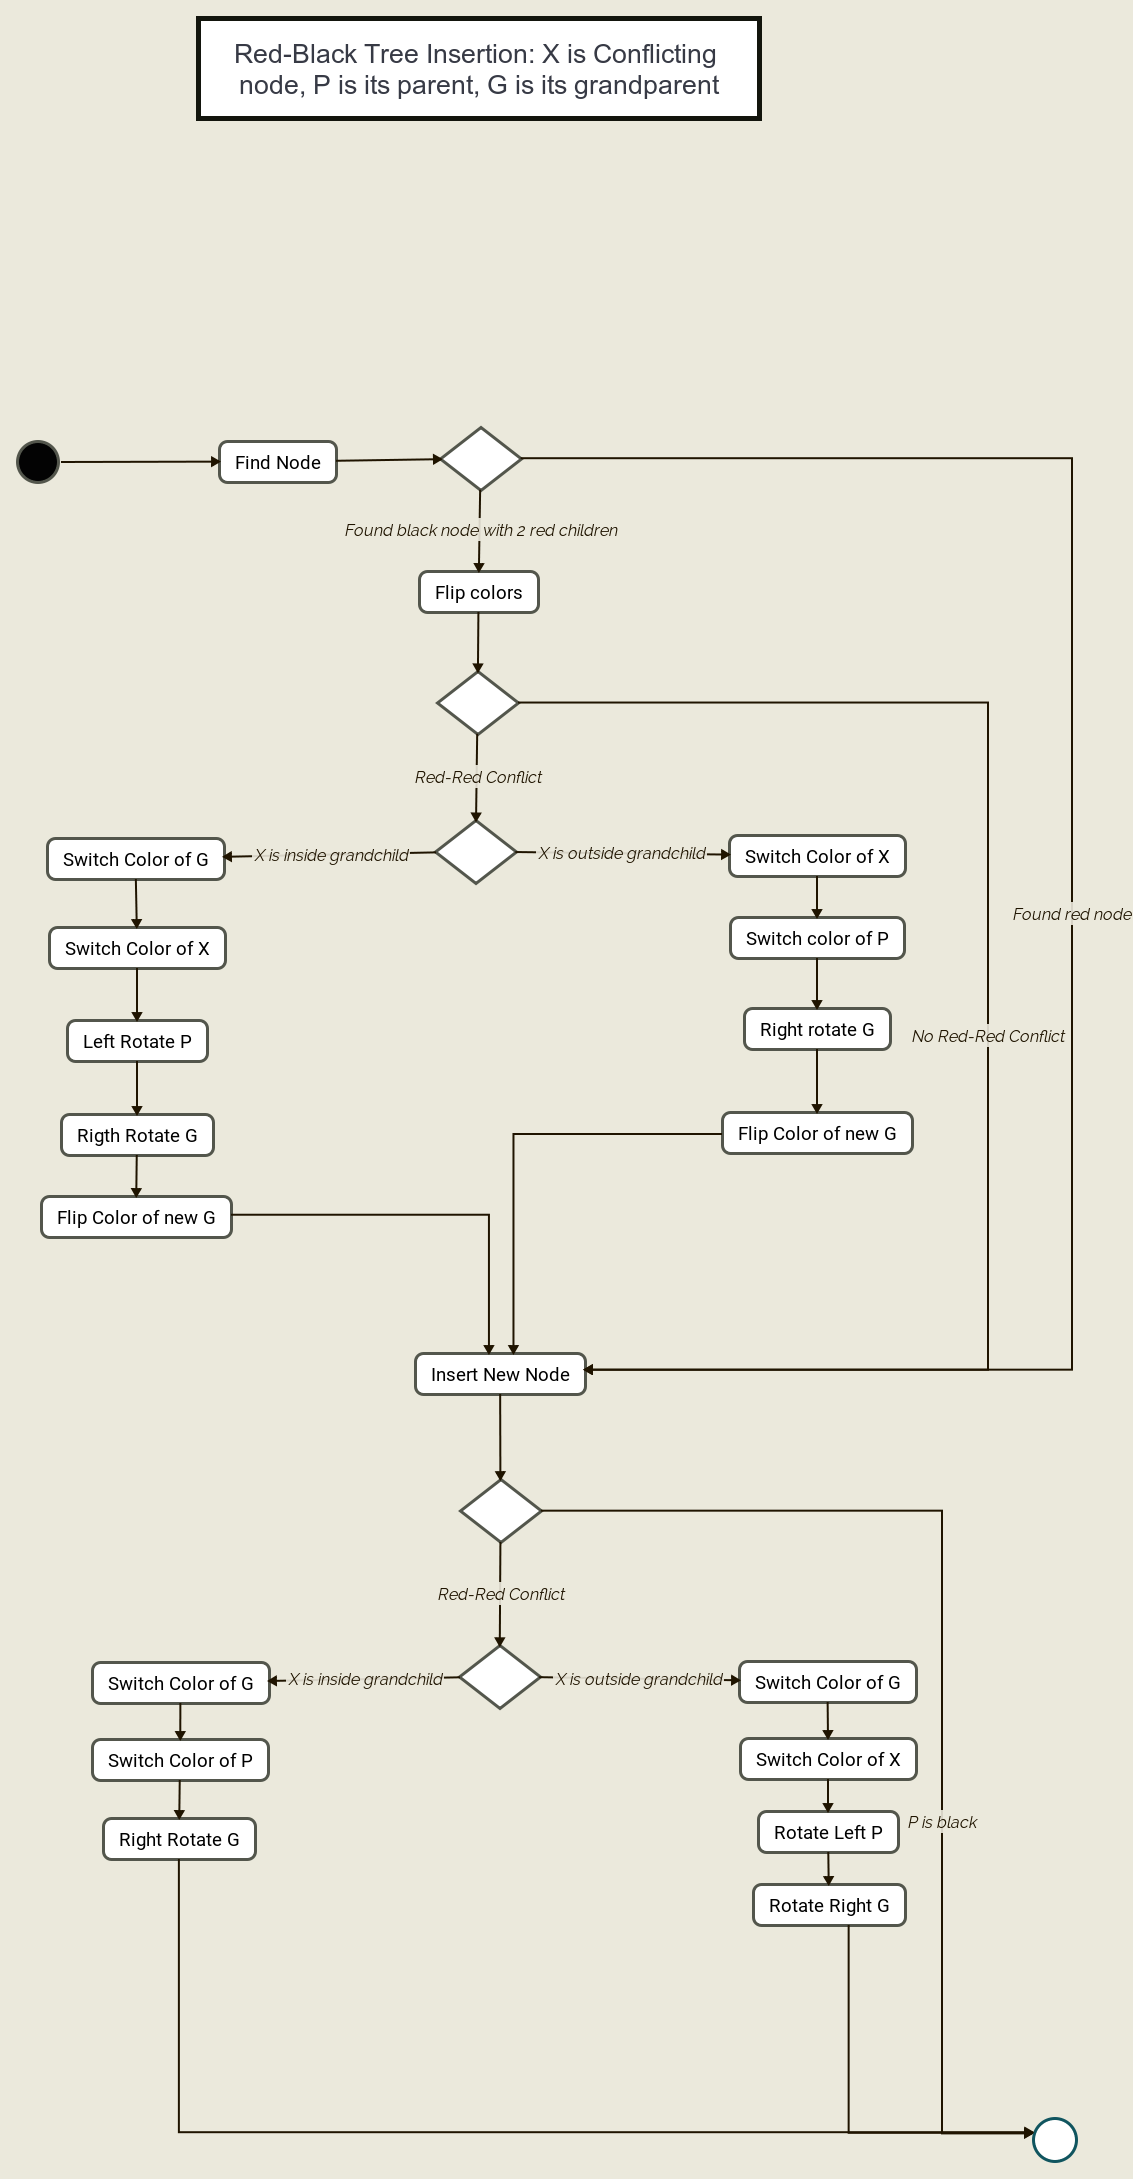 Red-Black Tree Insertion: X is Conflicting
node, P is its parent, G is its grandparent
Find Node
Found black node with 2 red children
Flip colors
Red-Red Conflict
Switch Color of G
X is inside grandchild
X is outside grandchild
Switch Color of X
Found red node
Switch Color of X
Switch color of P
Left Rotate P
Right rotate G
No Red-Red Conflict
Rigth Rotate G
Flip Color of new G
Flip Color of new G
Insert New Node
Red-Red Conflict
Switch Color of G
X is inside grandchild
X is outside grandchild
Switch Color of G
Switch Color of P
Switch Color of X
Right Rotate G
Rotate Left P
P is black
Rotate Right G